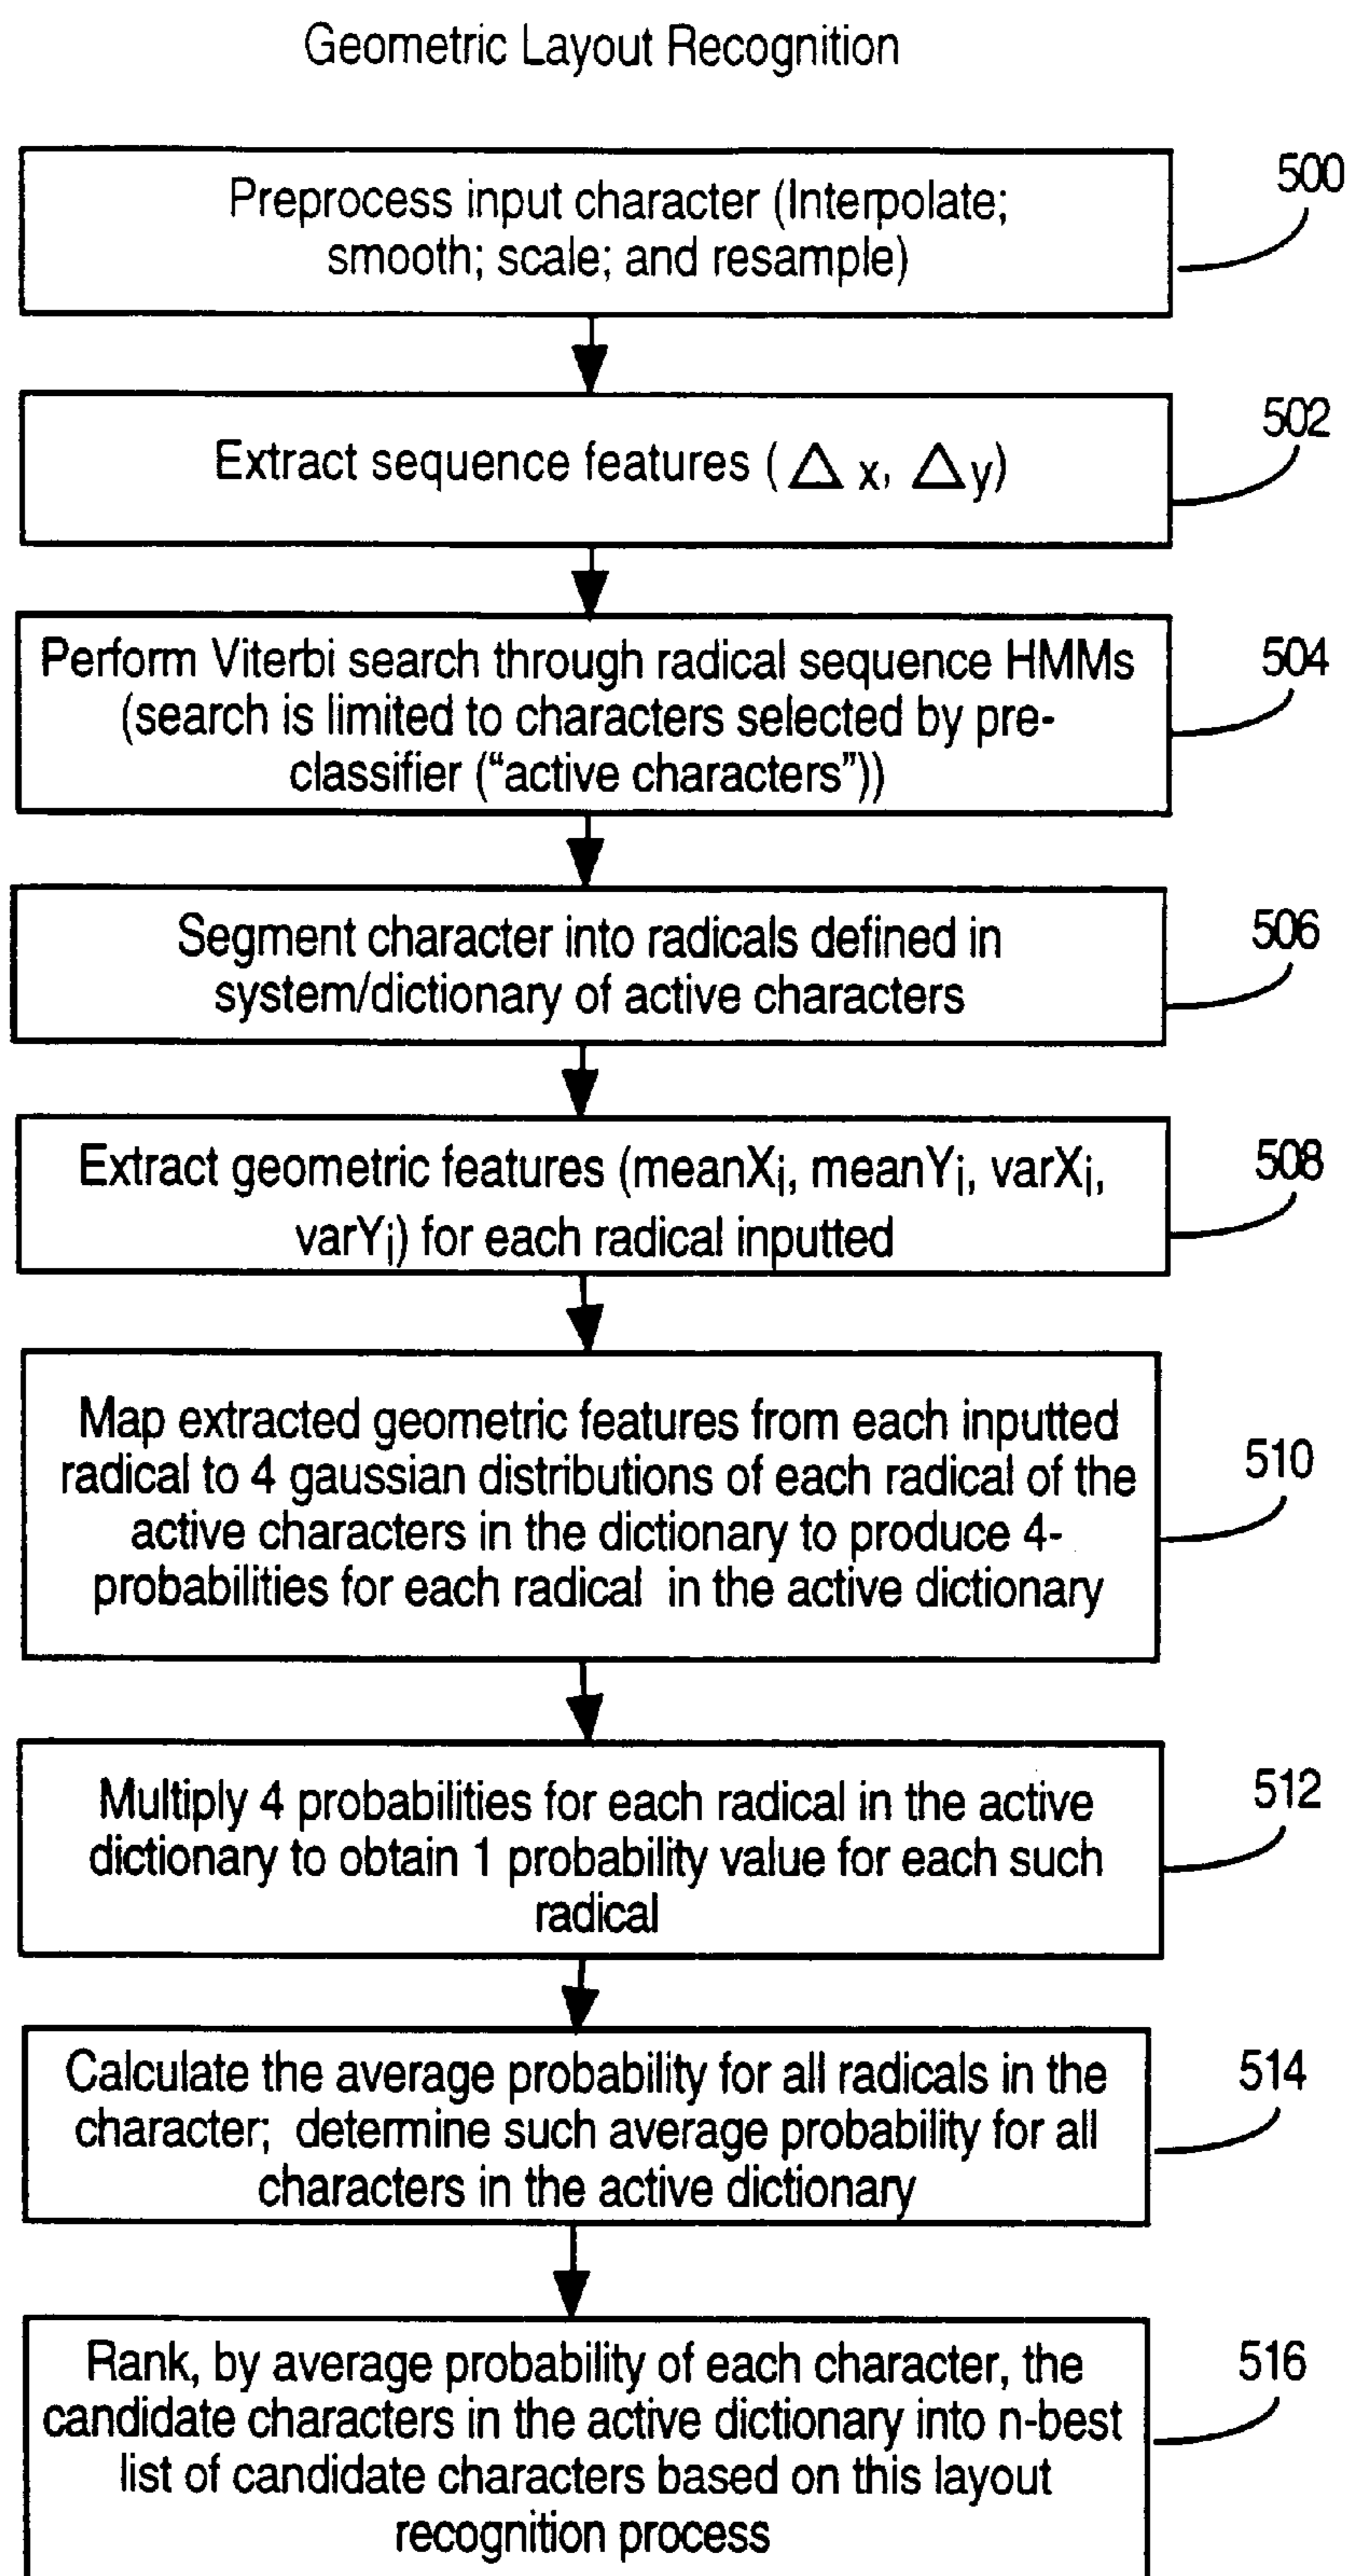 Geometric Layout Recognition
500
Preprocess input character (Interpolate;
smooth; scale; and resample)
502
Extract sequence features ( △ x, △ y)
504
Perform Viterbi search through radical sequence HMMs
(search is limited to characters selected by pre-
classifier (“active characters”))
506
Segment character into radicals defined in
system/dictionary of active characters
508
Extract geometric features (meanXi, meanYi, varXi,
varYi) for each radical inputted
510
Map extracted geometric features from each inputted
radical to 4 gaussian distributions of each radical of the
active characters in the dictionary to produce 4-
probabilities for each radical in the active dictionary
512
Multiply 4 probabilities for each radical in the active
dictionary to obtain 1 probability value for each such
radical
514
Calculate the average probability for all radicals in the
character; determine such average probability for all
characters in the active dictionary
516
Rank, by average probability of each character, the
candidate characters in the active dictionary into n-best
list of candidate characters based on this layout
recognition process